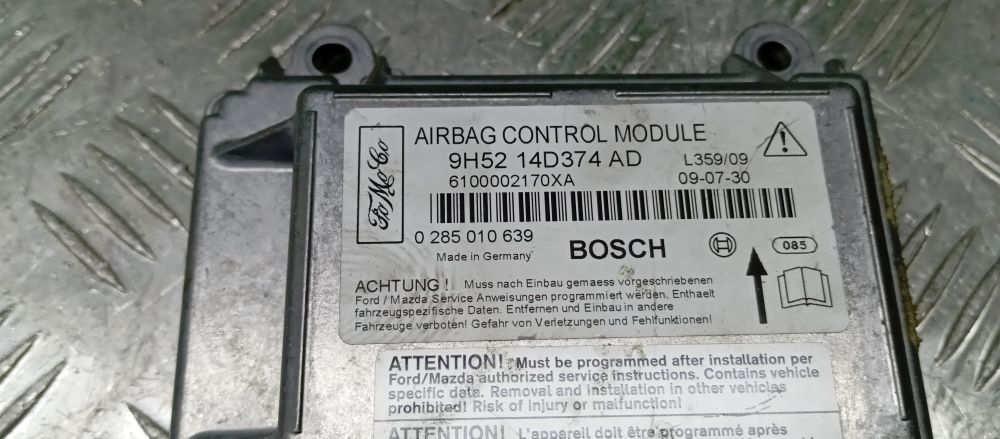 FoMoCo
AIRBAG CONTROL MODULE
9H52 14D374 AD
L359/09
6100002170XA
09-07-30
0 285 010 639
Made in Germany
BOSCH
085
ACHTUNG ! Muss nach Einbau gemaess vorgeschriebenen
Ford / Mazda Service Anweisungen programmiert werden. Enthaelt
fahrzeugspezifische Daten. Entfernen und Einbau in andere
Fahrzeuge verboten! Gefahr von Verletzungen und Fehlfunktionen!
ATTENTION! Must be programmed after installation per
Ford/Mazda authorized service instructions. Contains vehicle
specific data. Removal and installation in other vehicles
prohibited! Risk of Injury or malfunction!
ATTENTION! L'appareil doit être programmé après